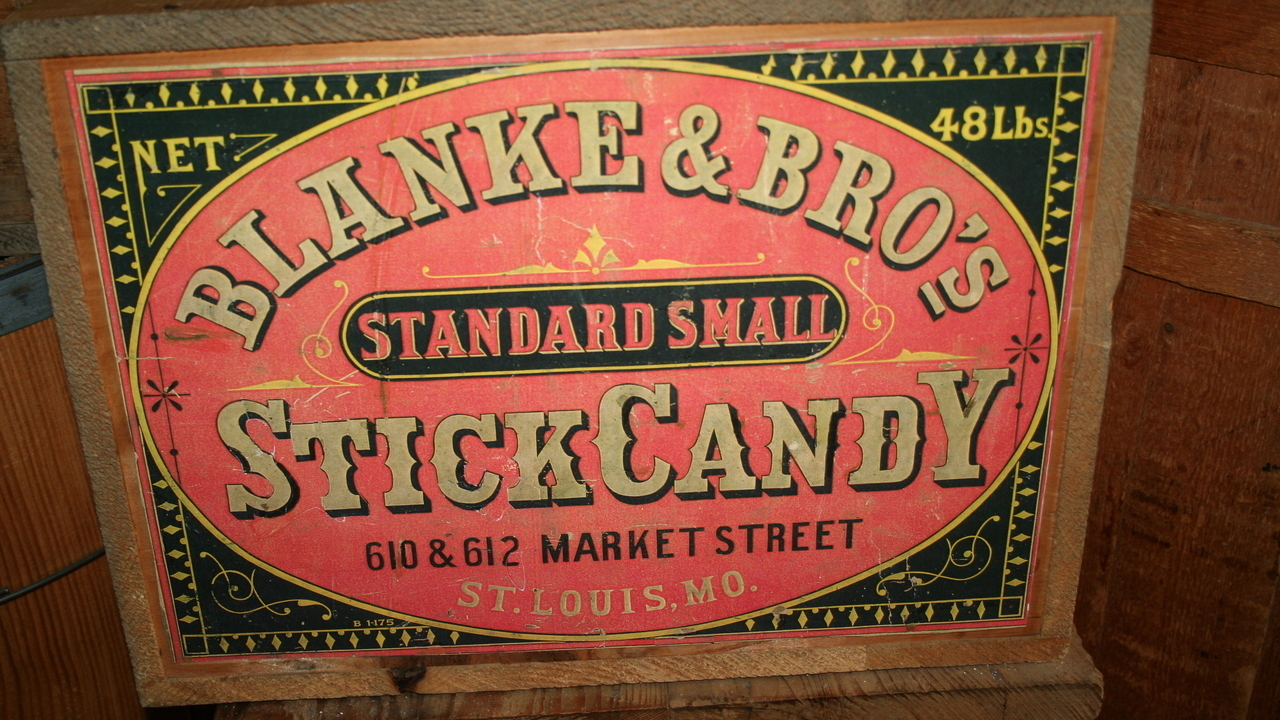 NET 48 Lbs.
BLANKE & BRO'S
STANDARD SMALL
STICK CANDY
610 & 612 MARKET STREET
ST. LOUIS, MO.
B 1-175